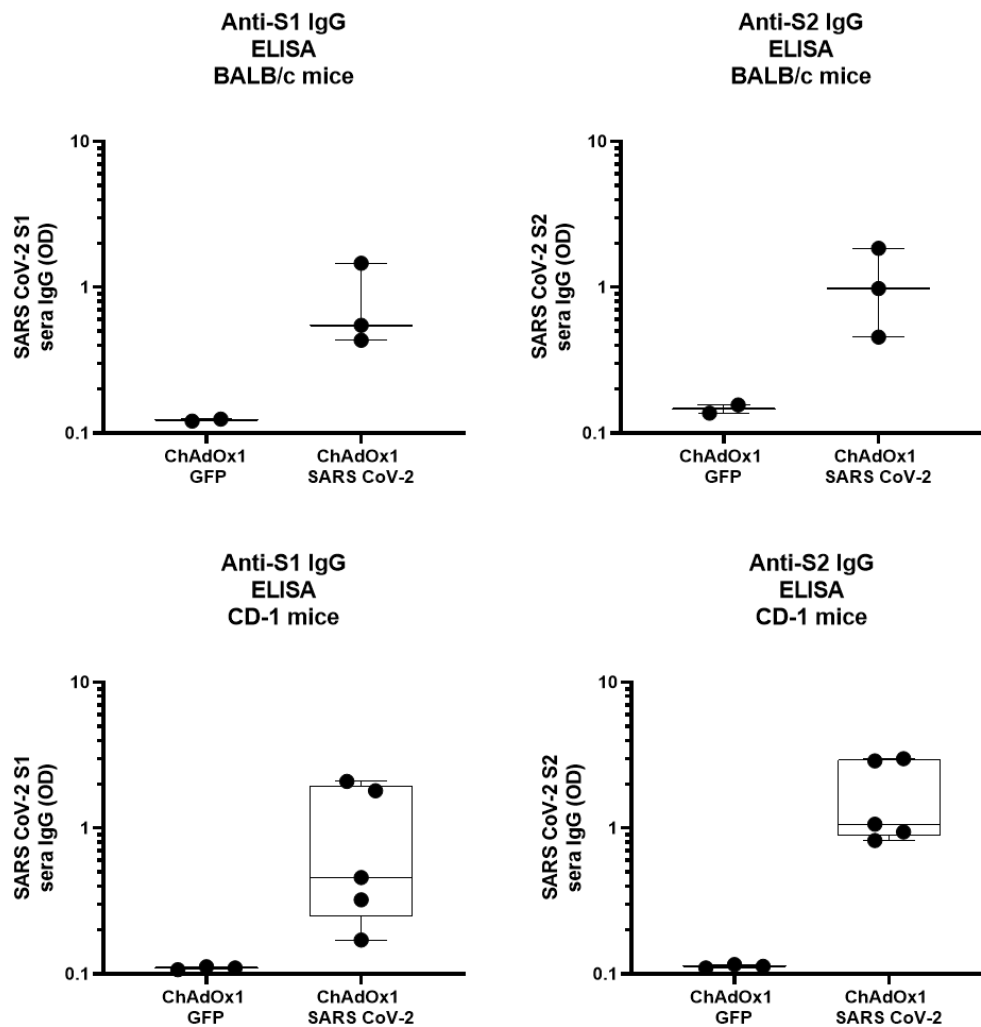 Anti-S1 IgG
ELISA
BALB/c mice
SARS CoV-2 S1
sera IgG (OD)
10
1
0.1
ChAdOx1
GFP
ChAdOx1
SARS CoV-2
Anti-S2 IgG
ELISA
BALB/c mice
SARS CoV-2 S2
sera IgG (OD)
10
1
0.1
ChAdOx1
GFP
ChAdOx1
SARS CoV-2
Anti-S1 IgG
ELISA
CD-1 mice
SARS CoV-2 S1
sera IgG (OD)
10
1
0.1
ChAdOx1
GFP
ChAdOx1
SARS CoV-2
Anti-S2 IgG
ELISA
CD-1 mice
SARS CoV-2 S2
sera IgG (OD)
10
1
0.1
ChAdOx1
GFP
ChAdOx1
SARS CoV-2